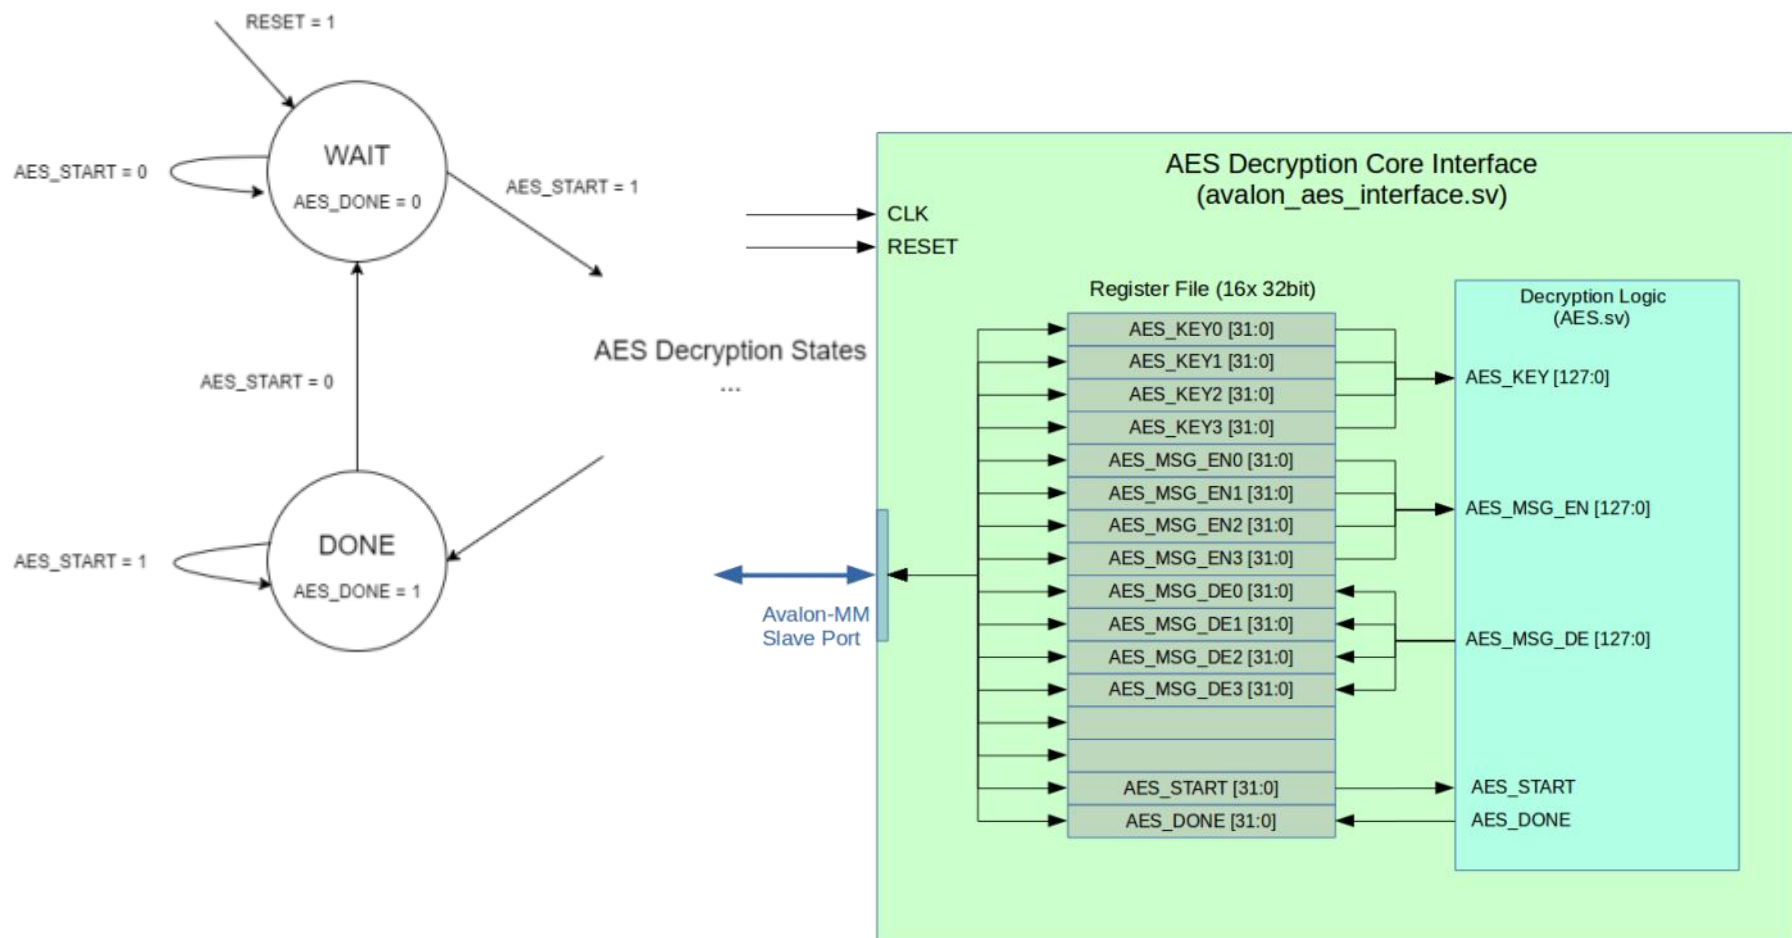 RESET = 1
WAIT
AES_DONE = 0
AES_START = 0
AES_START = 1
AES Decryption States
...
AES_START = 0
DONE
AES_DONE = 1
AES_START = 1
AES Decryption Core Interface
(avalon_aes_interface.sv)
CLK
RESET
Avalon-MM
Slave Port
Register File (16x 32bit)
AES_KEY0 [31:0]
AES_KEY1 [31:0]
AES_KEY2 [31:0]
AES_KEY3 [31:0]
AES_MSG_EN0 [31:0]
AES_MSG_EN1 [31:0]
AES_MSG_EN2 [31:0]
AES_MSG_EN3 [31:0]
AES_MSG_DE0 [31:0]
AES_MSG_DE1 [31:0]
AES_MSG_DE2 [31:0]
AES_MSG_DE3 [31:0]
AES_START [31:0]
AES_DONE [31:0]
Decryption Logic
(AES.sv)
AES_KEY [127:0]
AES_MSG_EN [127:0]
AES_MSG_DE [127:0]
AES_START
AES_DONE